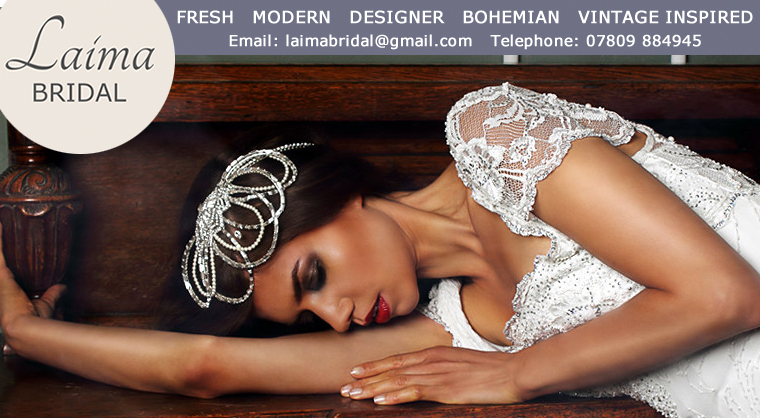 Laima
BRIDAL
FRESH MODERN DESIGNER BOHEMIAN VINTAGE INSPIRED
Email: laimabridal@gmail.com Telephone: 07809 884945